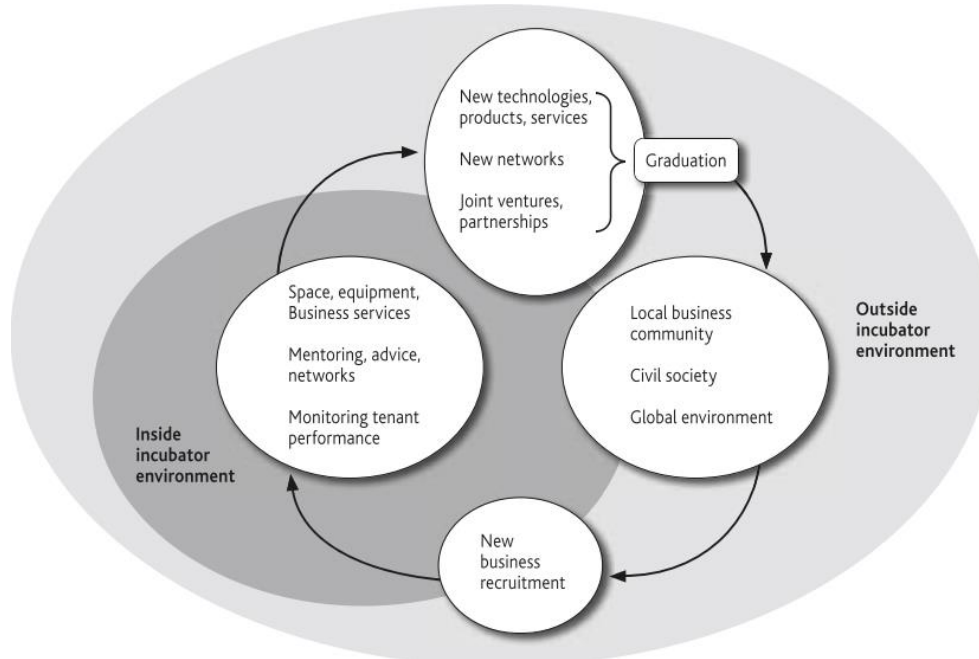 New technologies,
products, services
New networks
Joint ventures,
partnerships
Graduation
Space, equipment,
Business services
Mentoring, advice,
networks
Monitoring tenant
performance
Local business
community
Civil society
Global environment
Outside
incubator
environment
Inside
incubator
environment
New
business
recruitment